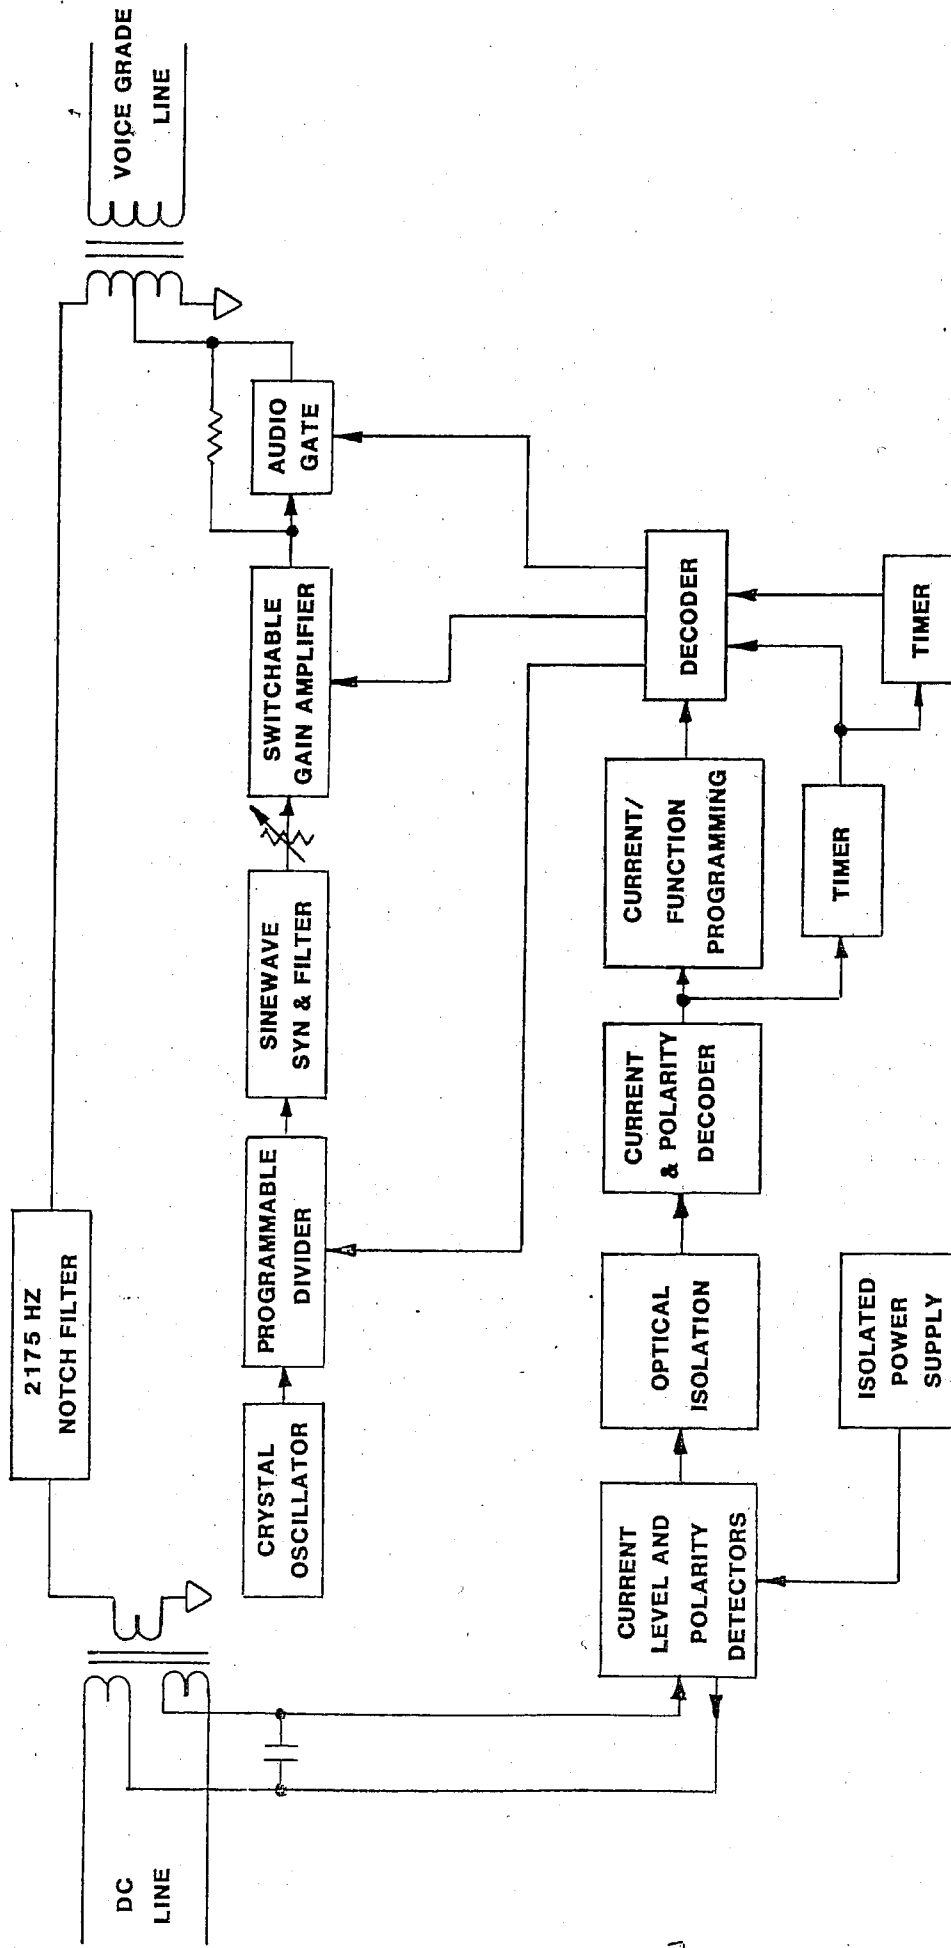 DC
LINE
2175 HZ
NOTCH FILTER
VOICE GRADE
LINE
CRYSTAL
OSCILLATOR
PROGRAMMABLE
DIVIDER
SINEWAVE
SYN & FILTER
SWITCHABLE
GAIN AMPLIFIER
AUDIO
GATE
CURRENT
LEVEL AND
POLARITY
DETECTORS
OPTICAL
ISOLATION
CURRENT
& POLARITY
DECODER
CURRENT/
FUNCTION
PROGRAMMING
DECODER
ISOLATED
POWER
SUPPLY
TIMER
TIMER